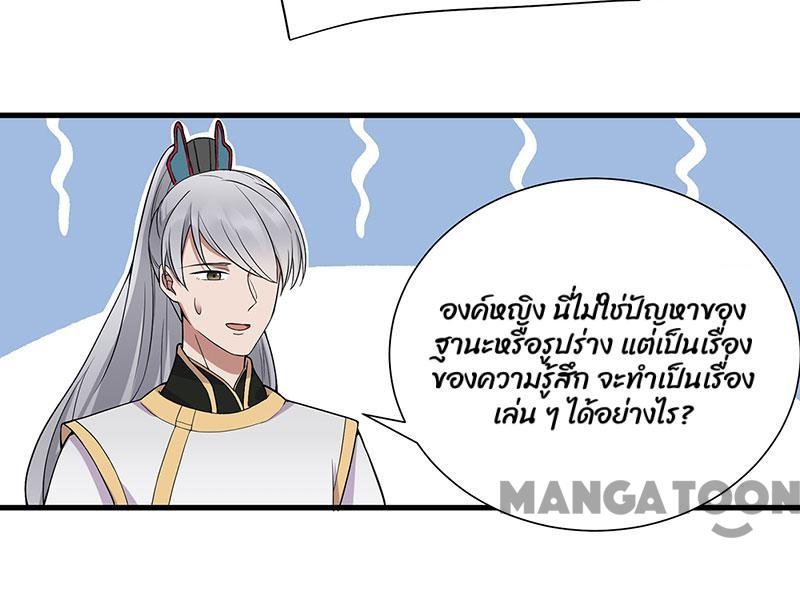 องค์หญิง นี่ไม่ใช่ปัญหาของ
ฐานะหรือรูปร่าง แต่เป็นเรื่อง
ของความรู้สึก จะทำเป็นเรื่อง
เล่น ๆ ได้อย่างไร?
MANGATOON